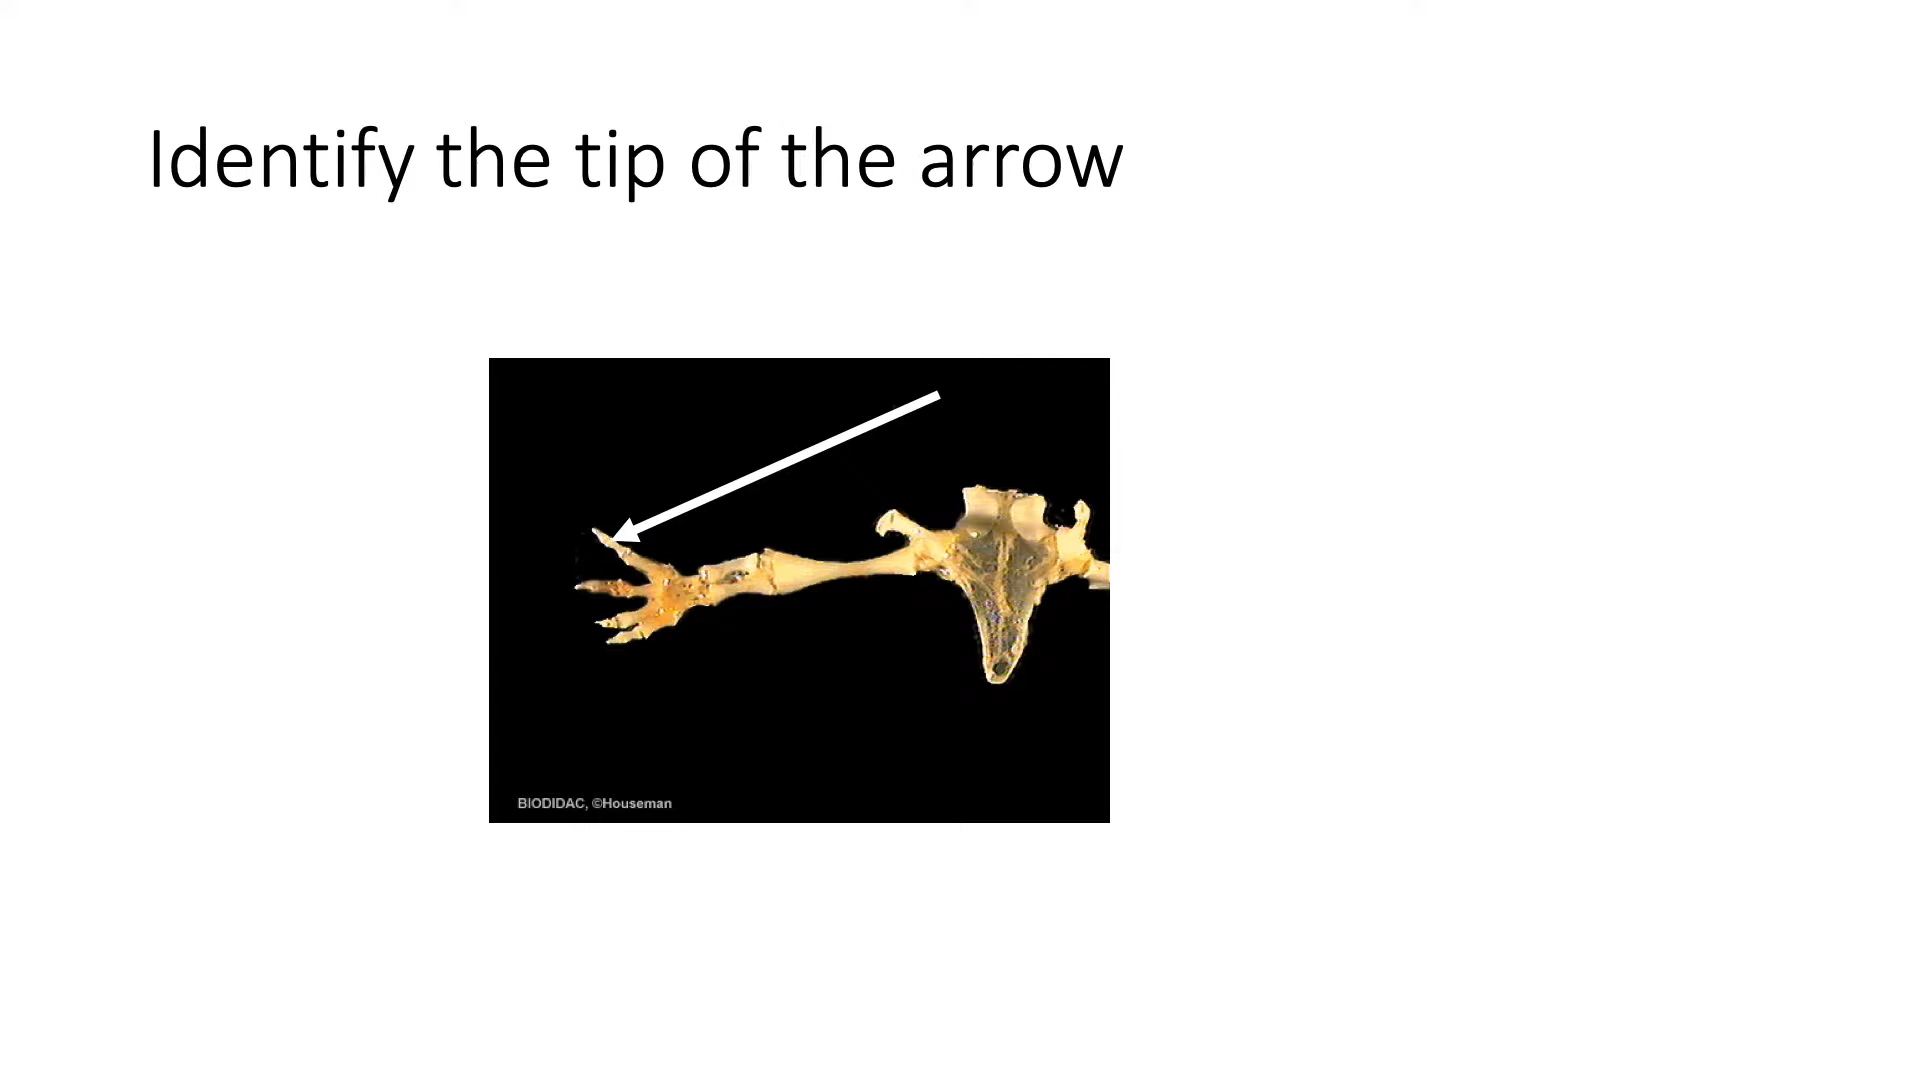 Identify the tip of the arrow
BIODIDAC, ©Houseman